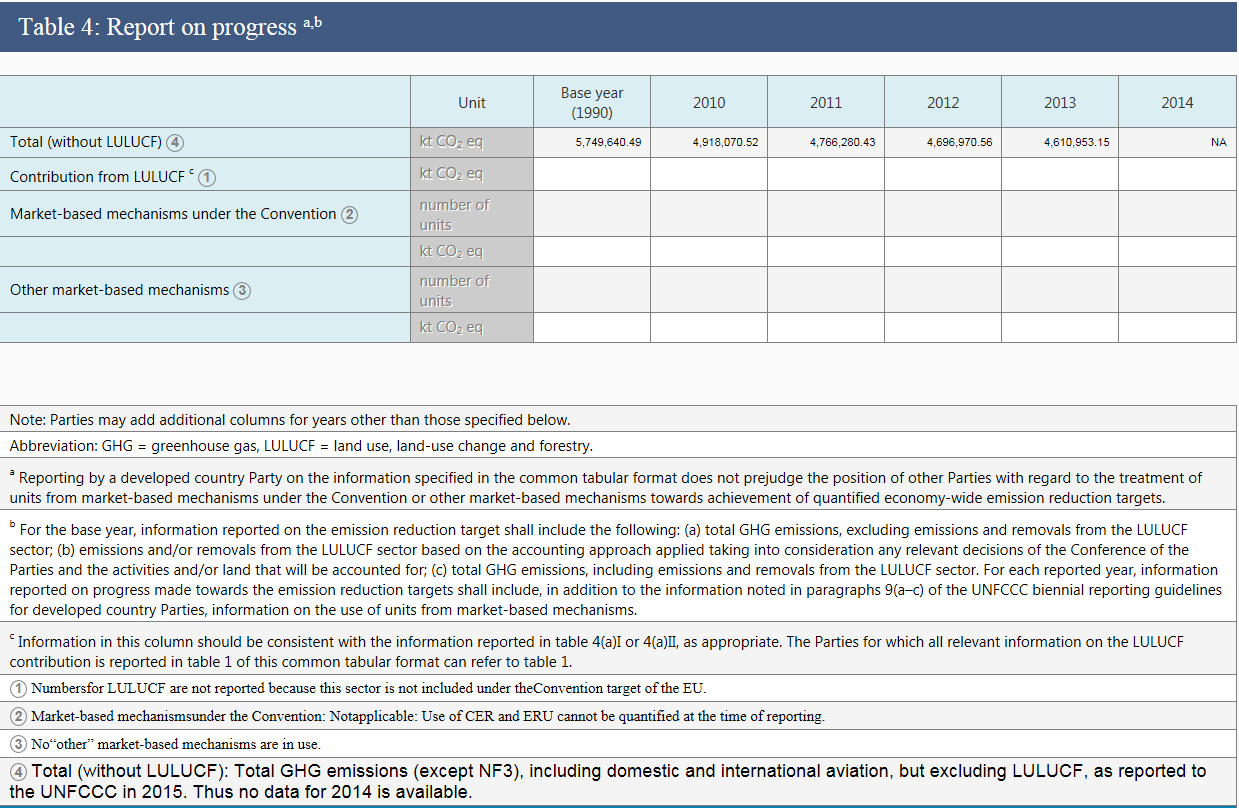 Table 4: Report on progress a,b
Unit
Base year
(1990)
2010
2011
2012
2013
2014
Total (without LULUCF) ④ kt CO₂ eq 5,749,640.49 4,918,070.52 4,766,280.43 4,696,970.56 4,610,953.15 NA
Contribution from LULUCF c ① kt CO₂ eq
Market-based mechanisms under the Convention ② number of
units
kt CO₂ eq
Other market-based mechanisms ③ number of
units
kt CO₂ eq
Note: Parties may add additional columns for years other than those specified below.
Abbreviation: GHG = greenhouse gas, LULUCF = land use, land-use change and forestry.
a Reporting by a developed country Party on the information specified in the common tabular format does not prejudge the position of other Parties with regard to the treatment of
units from market-based mechanisms under the Convention or other market-based mechanisms towards achievement of quantified economy-wide emission reduction targets.
b For the base year, information reported on the emission reduction target shall include the following: (a) total GHG emissions, excluding emissions and removals from the LULUCF
sector; (b) emissions and/or removals from the LULUCF sector based on the accounting approach applied taking into consideration any relevant decisions of the Conference of the
Parties and the activities and/or land that will be accounted for; (c) total GHG emissions, including emissions and removals from the LULUCF sector. For each reported year, information
reported on progress made towards the emission reduction targets shall include, in addition to the information noted in paragraphs 9(a–c) of the UNFCCC biennial reporting guidelines
for developed country Parties, information on the use of units from market-based mechanisms.
c Information in this column should be consistent with the information reported in table 4(a)I or 4(a)II, as appropriate. The Parties for which all relevant information on the LULUCF
contribution is reported in table 1 of this common tabular format can refer to table 1.
① Numbersfor LULUCF are not reported because this sector is not included under theConvention target of the EU.
② Market-based mechanismsunder the Convention: Notapplicable: Use of CER and ERU cannot be quantified at the time of reporting.
③ No“other” market-based mechanisms are in use.
④ Total (without LULUCF): Total GHG emissions (except NF3), including domestic and international aviation, but excluding LULUCF, as reported to
the UNFCCC in 2015. Thus no data for 2014 is available.